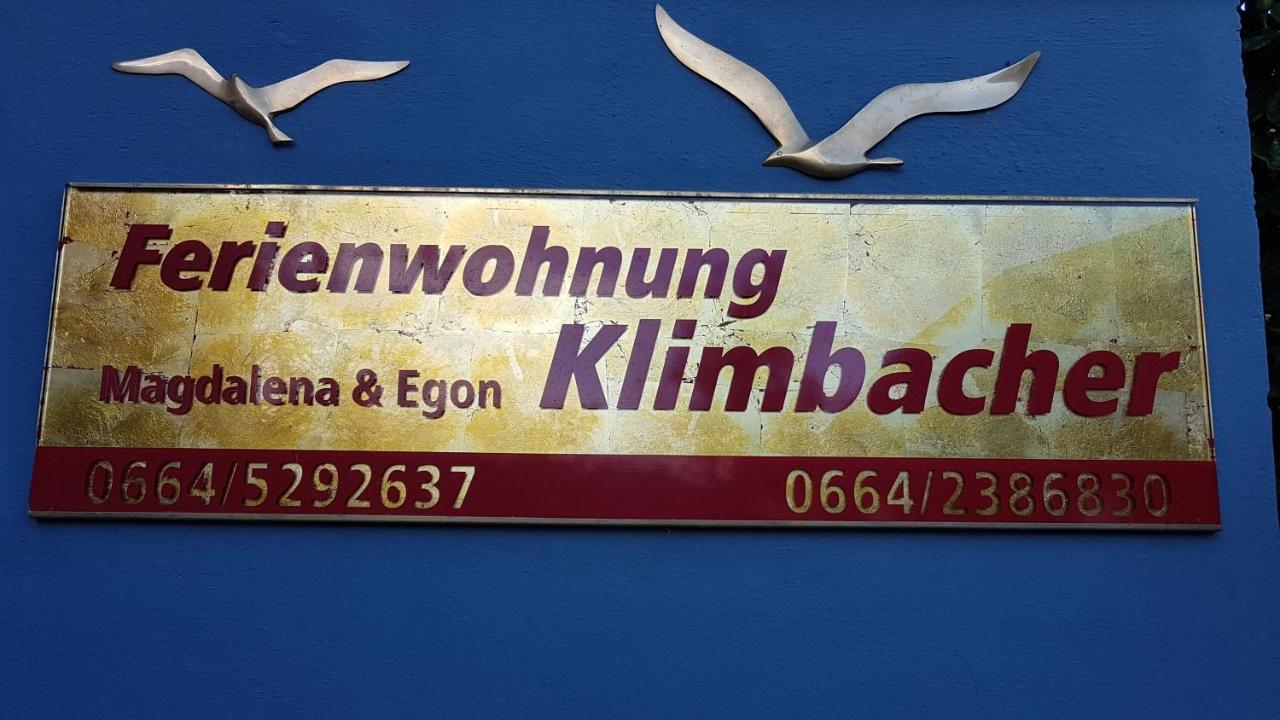 Ferienwohnung
Magdalena & Egon Klimbacher
0664/5292637 0664/2386830